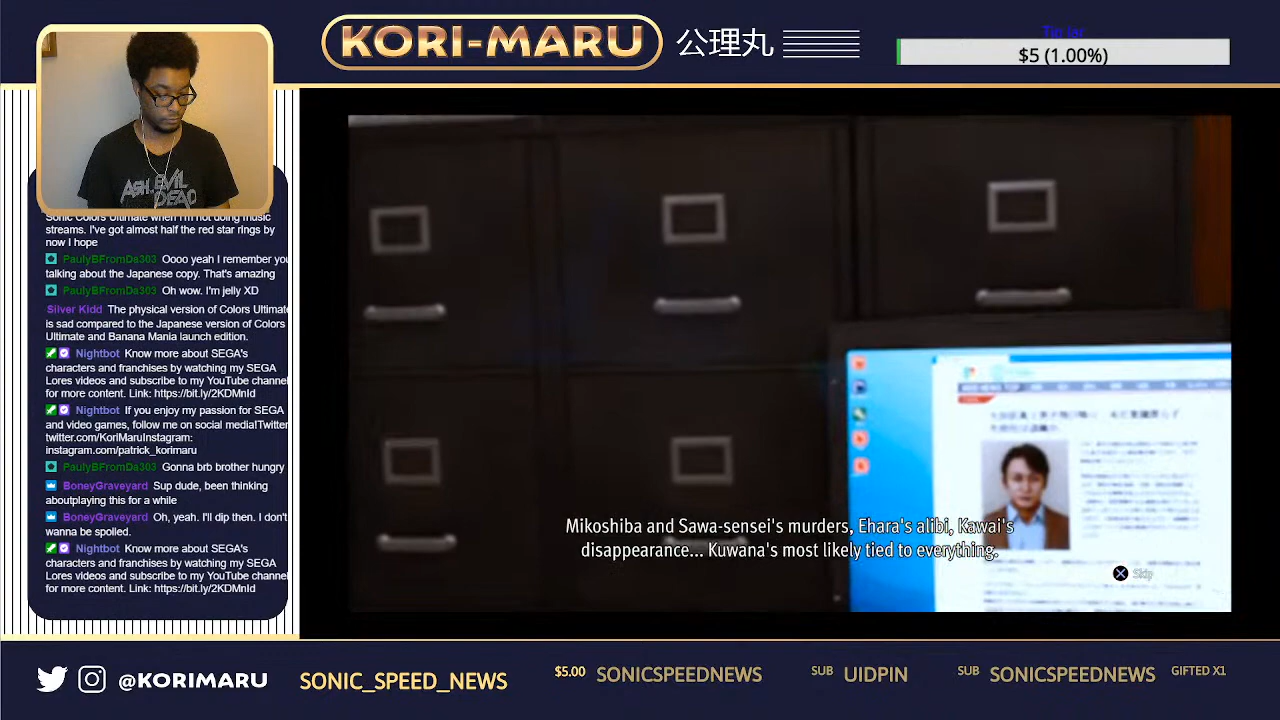 KORI-MARU 公理丸
Tip jar
$5 (1.00%)
ASH VS EVIL
DEAD
Sonic Colors Ultimate when I'm not doing music
streams. I've got almost half the red star rings by
now I hope
PaulyBFromDa303 Oooo yeah I remember you
talking about the Japanese copy. That's amazing
PaulyBFromDa303 Oh wow. I'm jelly XD
Silver Kidd The physical version of Colors Ultimate
is sad compared to the Japanese version of Colors
Ultimate and Banana Mania launch edition.
Nightbot Know more about SEGA's
characters and franchises by watching my SEGA
Lores videos and subscribe to my YouTube channel
for more content. Link: https://bit.ly/2KDMnId
Nightbot If you enjoy my passion for SEGA
and video games, follow me on social media!Twitter:
twitter.com/KoriMaruInstagram:
instagram.com/patrick_korimaru
PaulyBFromDa303 Gonna brb brother hungry
BoneyGraveyard Sup dude, been thinking
aboutplaying this for a while
BoneyGraveyard Oh, yeah. I'll dip then. I don't
wanna be spoiled.
Nightbot Know more about SEGA's
characters and franchises by watching my SEGA
Lores videos and subscribe to my YouTube channel
for more content. Link: https://bit.ly/2KDMnId
Mikoshiba and Sawa-sensei's murders, Ehara's alibi, Kawai's
disappearance... Kuwana's most likely tied to everything.
Skip
@KORIMARU
SONIC_SPEED_NEWS
$5.00 SONICSPEEDNEWS
SUB UIDPIN
SUB SONICSPEEDNEWS GIFTED X1